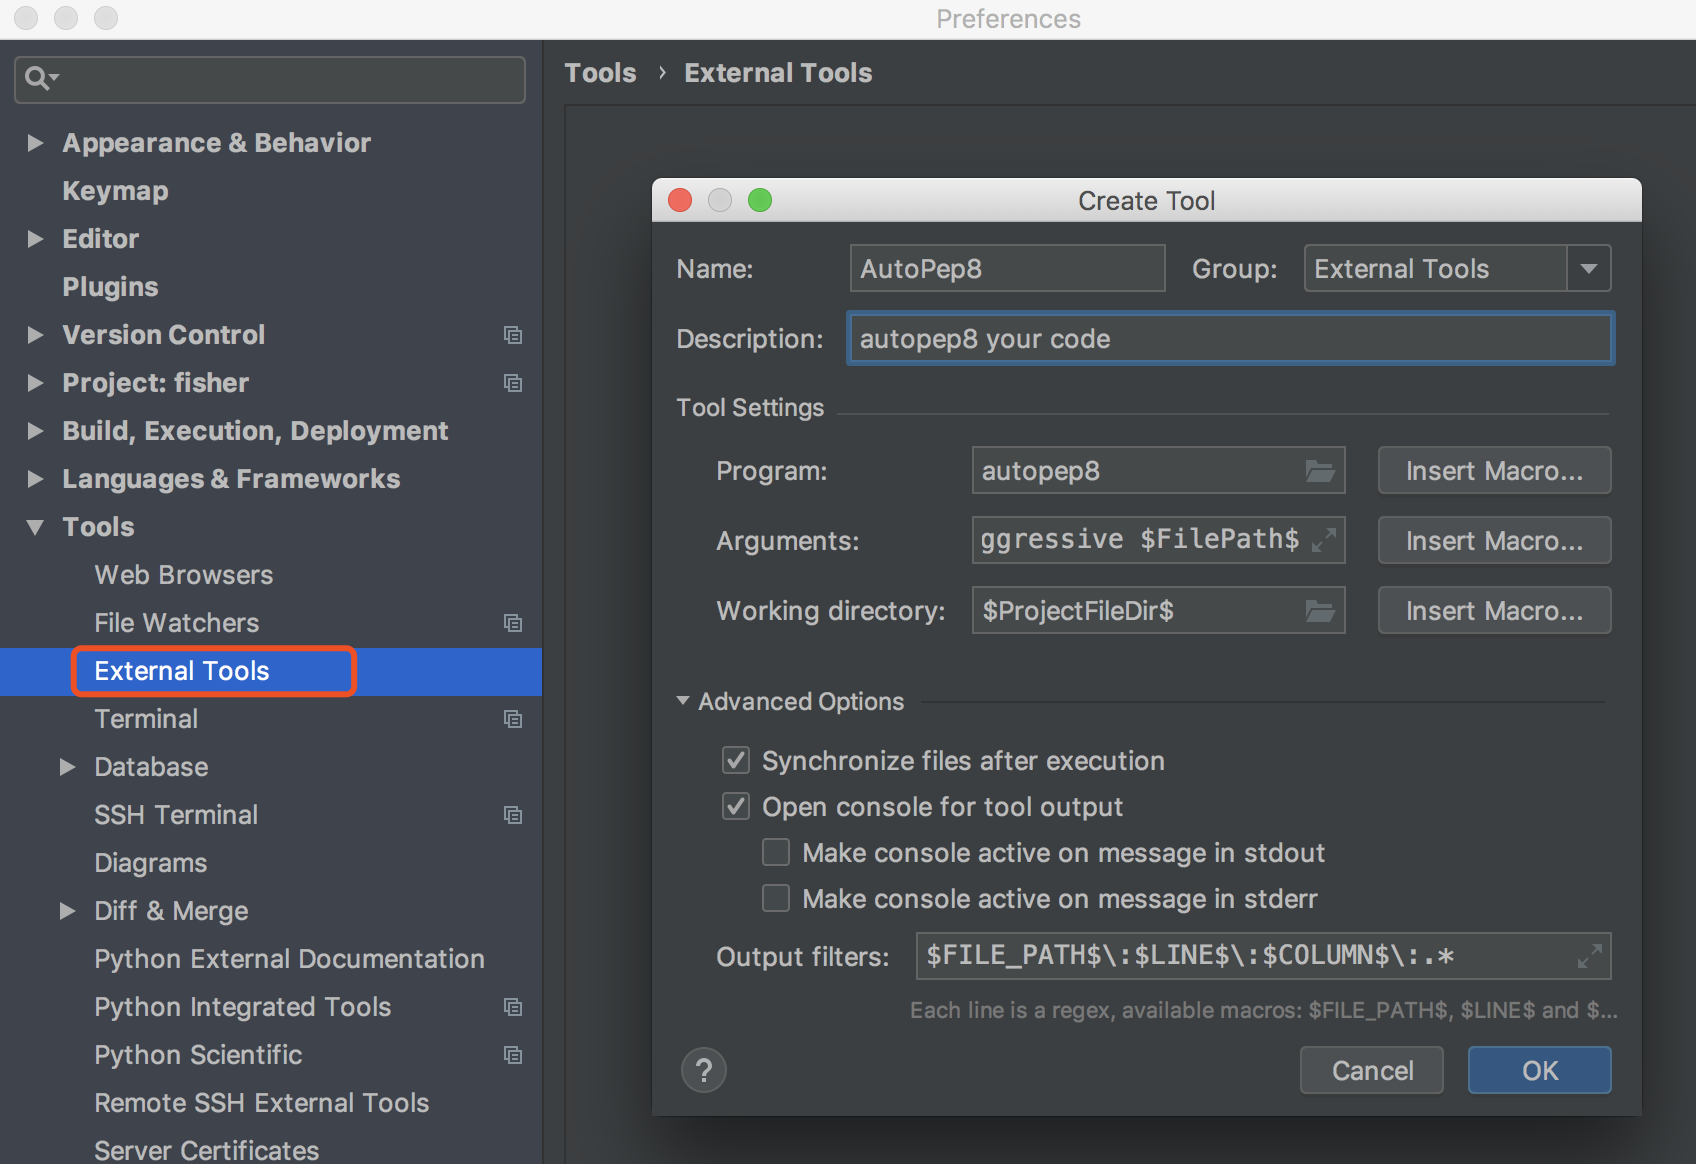 Preferences
Appearance & Behavior
Keymap
Editor
Plugins
Version Control
Project: fisher
Build, Execution, Deployment
Languages & Frameworks
Tools
Web Browsers
File Watchers
External Tools
Terminal
Database
SSH Terminal
Diagrams
Diff & Merge
Python External Documentation
Python Integrated Tools
Python Scientific
Remote SSH External Tools
Server Certificates
Tools › External Tools
Create Tool
Name: AutoPep8 Group: External Tools
Description: autopep8 your code
Tool Settings
Program: autopep8 Insert Macro...
Arguments: ggressive $FilePath$ Insert Macro...
Working directory: $ProjectFileDir$ Insert Macro...
Advanced Options
Synchronize files after execution
Open console for tool output
Make console active on message in stdout
Make console active on message in stderr
Output filters: $FILE_PATH$\:$LINE$\:$COLUMN$\:.*
Each line is a regex, available macros: $FILE_PATH$, $LINE$ and $...
? Cancel OK